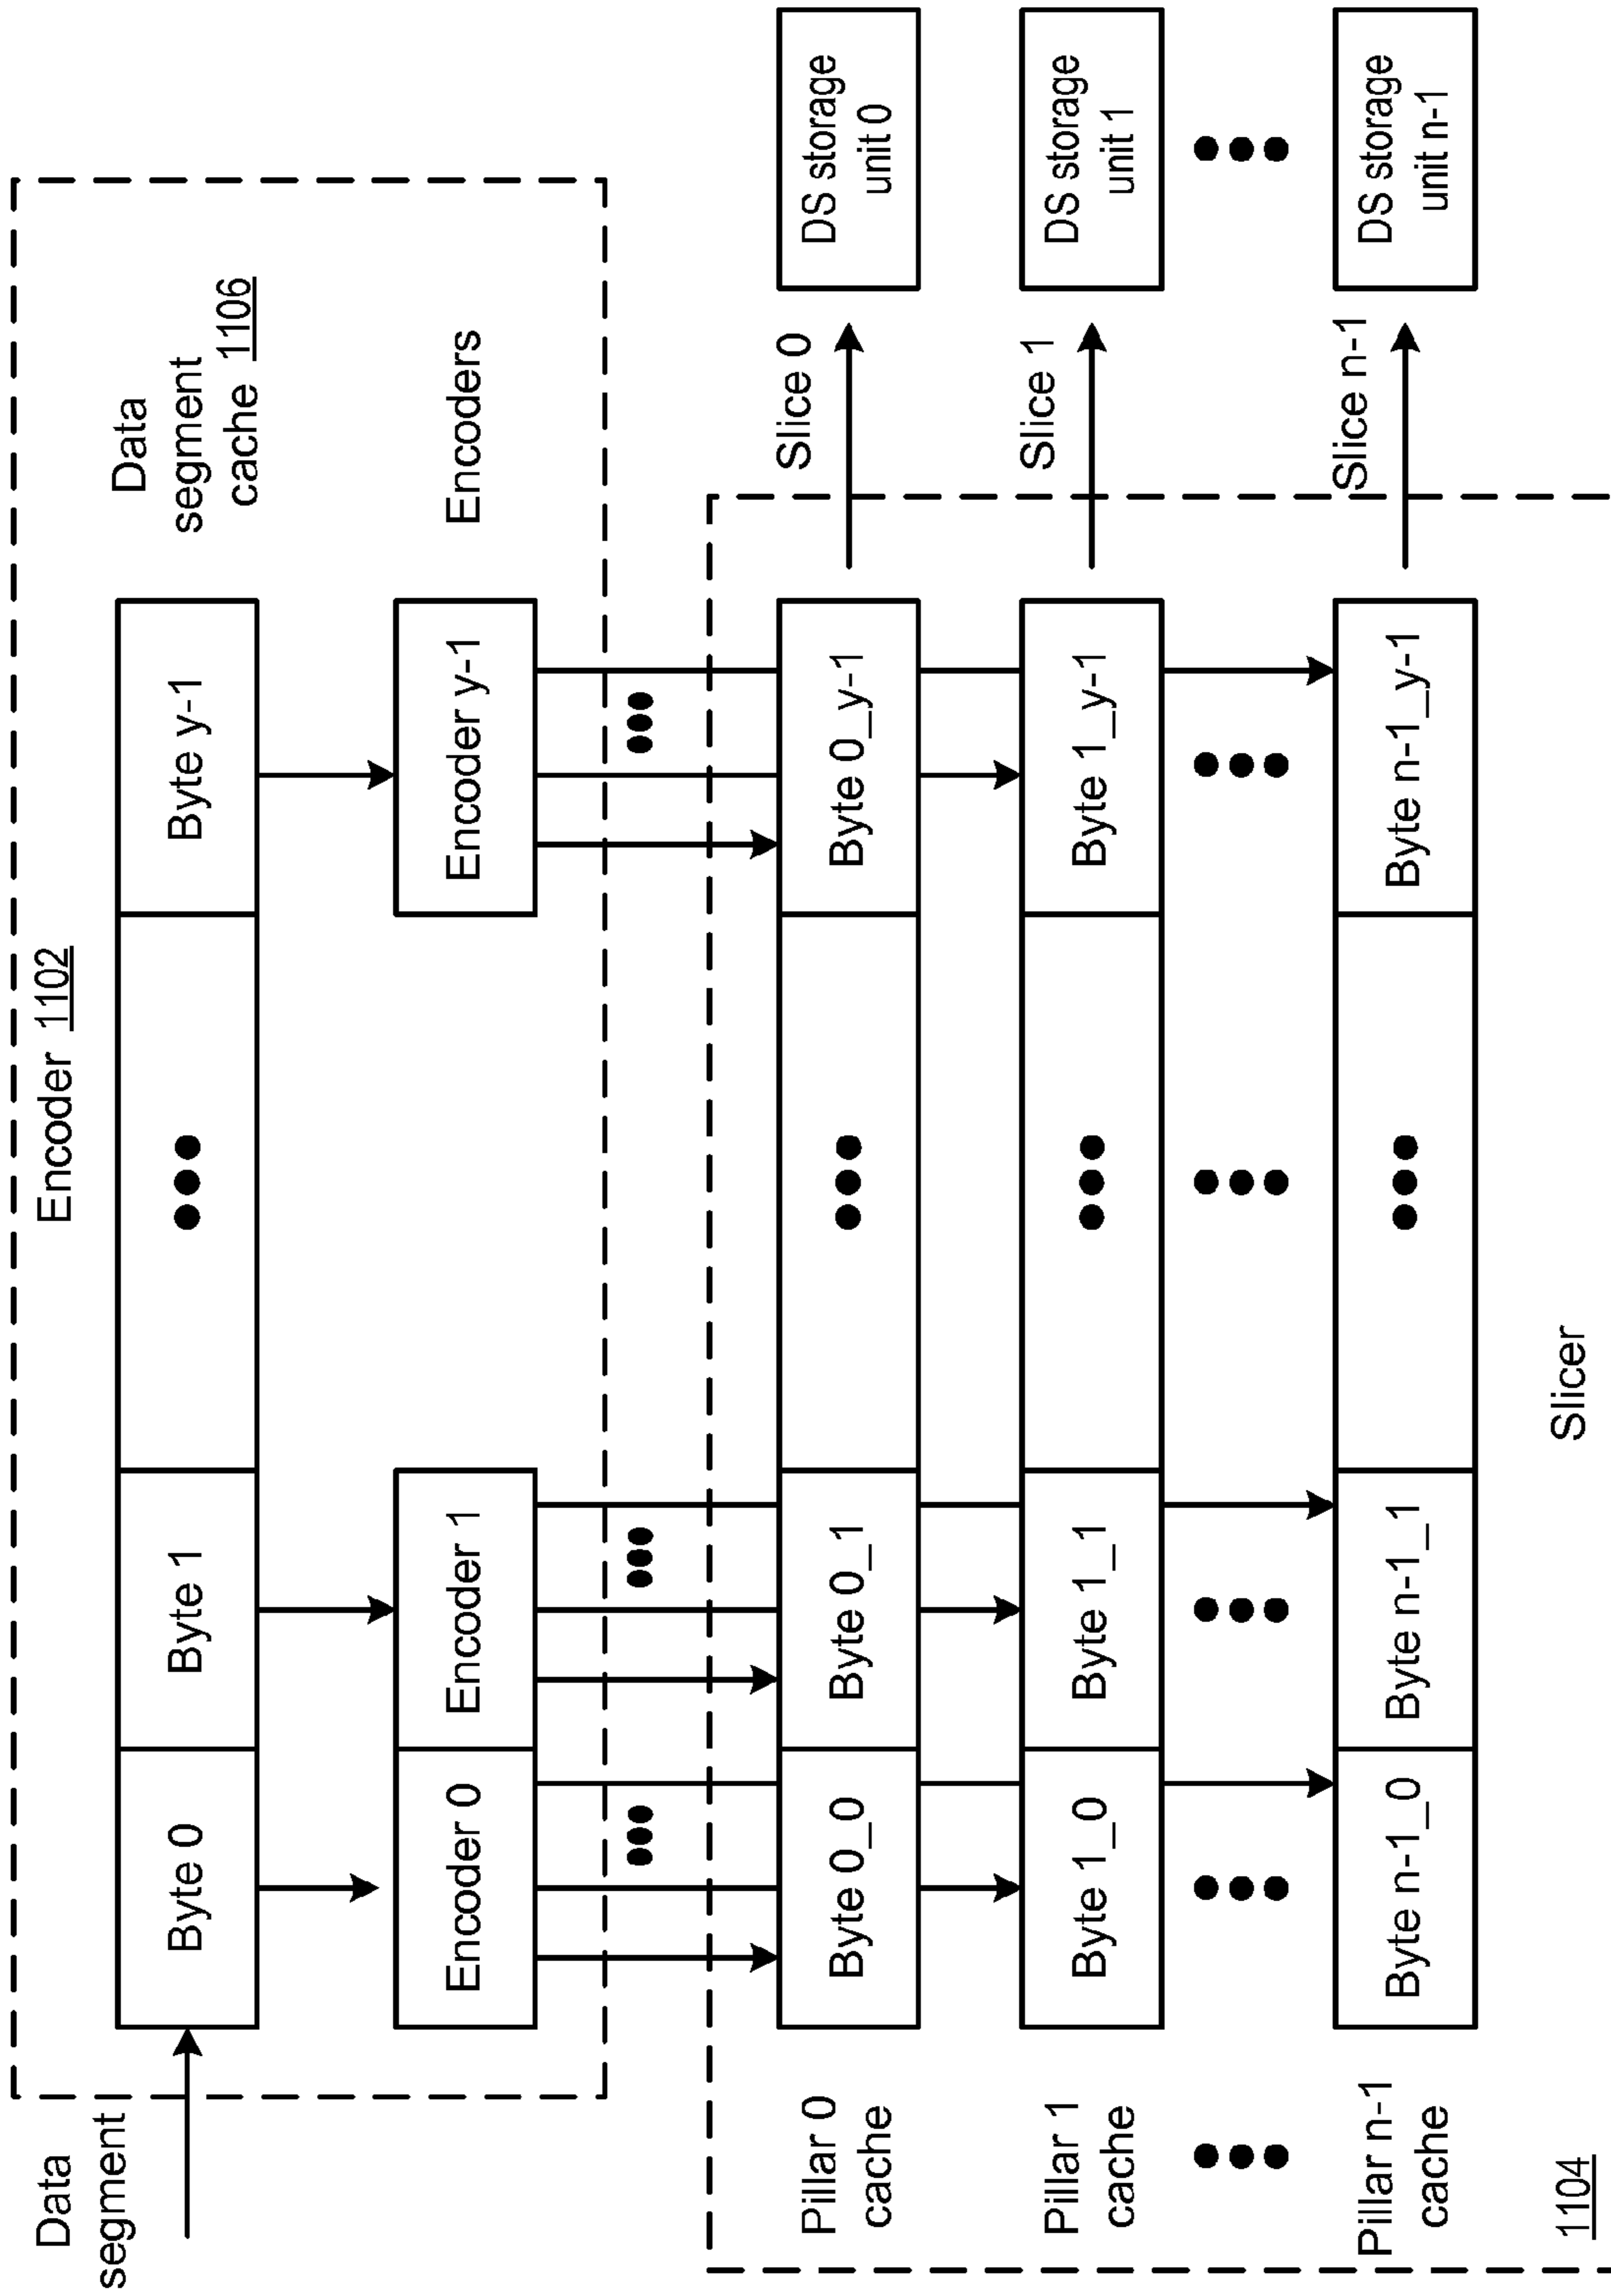 Encoder 1102
Data
segment
Byte 0
Byte 1
Byte y-1
Data
segment
cache 1106
Encoder 0
Encoder 1
Encoder y-1
Encoders
Pillar 0
cache
Byte 0_0
Byte 0_1
Byte 0_y-1
Slice 0
DS storage
unit 0
Pillar 1
cache
Byte 1_0
Byte 1_1
Byte 1_y-1
Slice 1
DS storage
unit 1
Pillar n-1
cache
Byte n-1_0
Byte n-1_1
Byte n-1_y-1
Slice n-1
DS storage
unit n-1
1104
Slicer